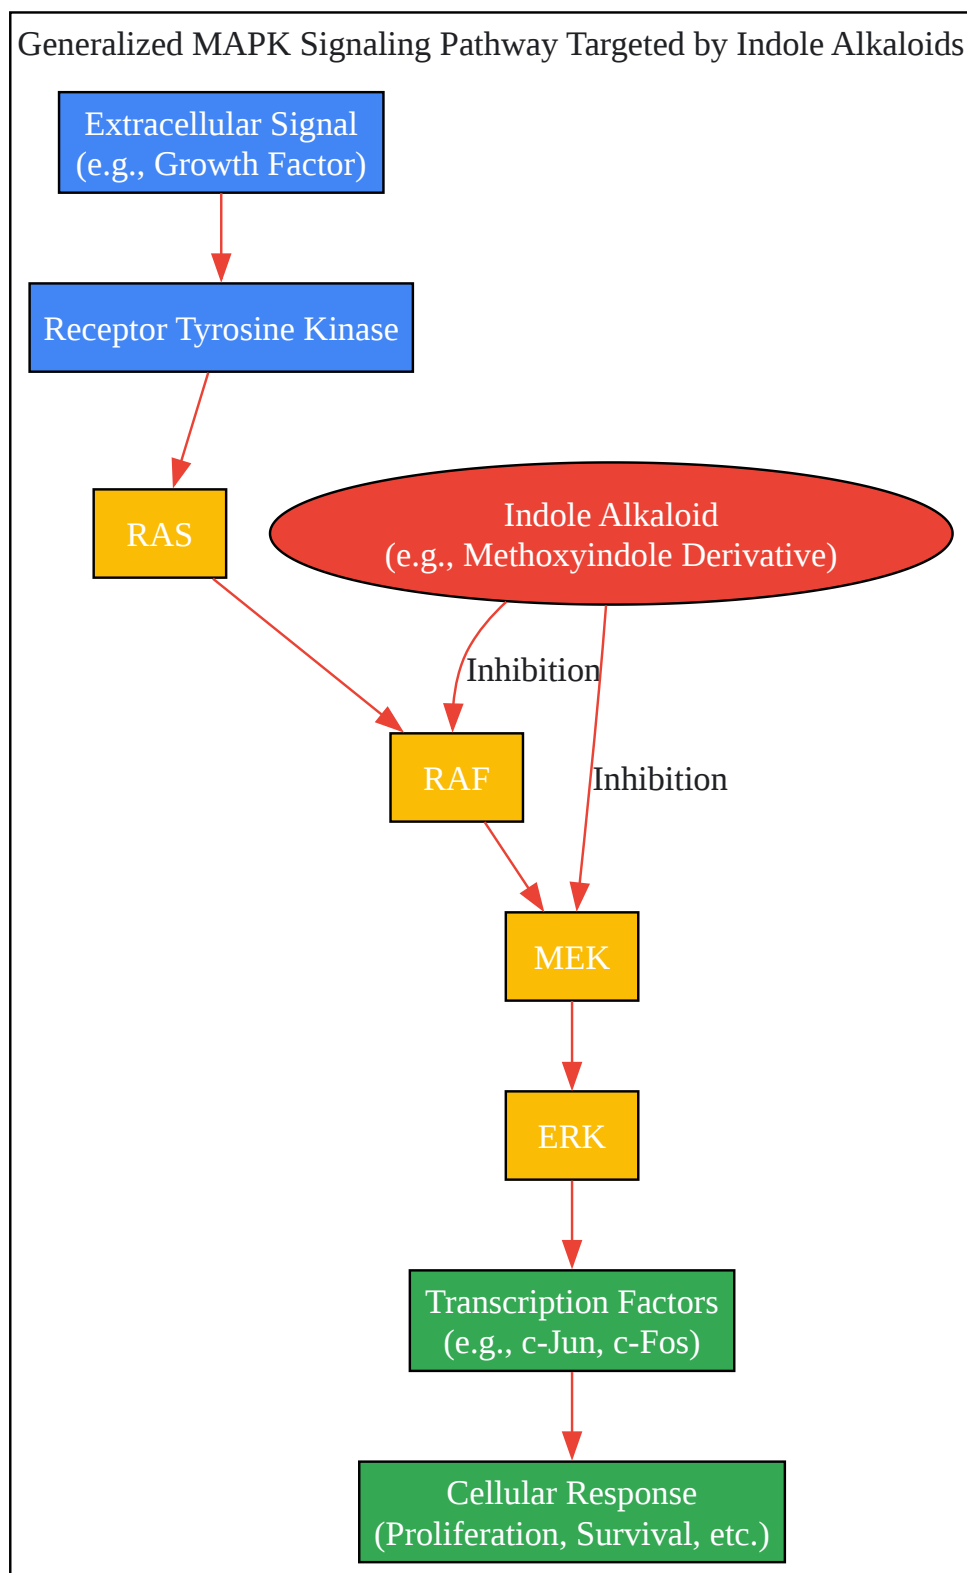 Generalized MAPK Signaling Pathway Targeted by Indole Alkaloids
Extracellular Signal
(e.g., Growth Factor)
Receptor Tyrosine Kinase
RAS
Indole Alkaloid
(e.g., Methoxyindole Derivative)
Inhibition
RAF
Inhibition
MEK
ERK
Transcription Factors
(e.g., c-Jun, c-Fos)
Cellular Response
(Proliferation, Survival, etc.)